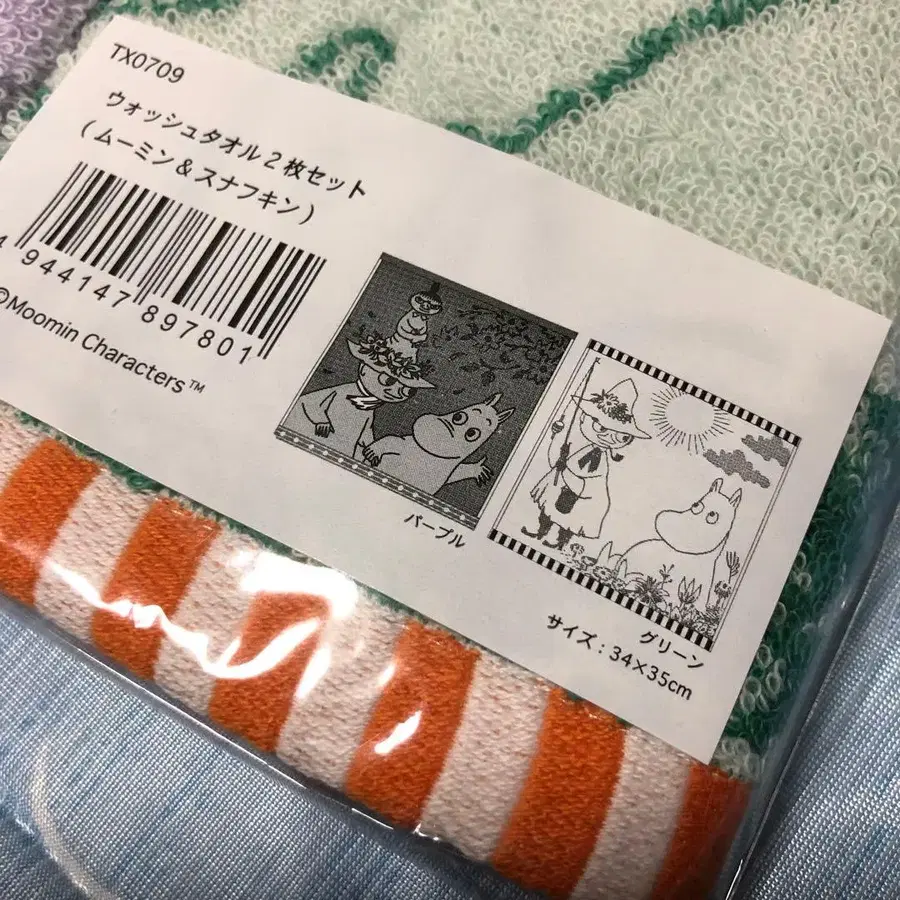 TX0709
ウォッシュタオル2枚セット
(ムーミン&スナフキン)
4 944147 897801
©Moomin Characters™
パープル
グリーン
サイズ:34×35cm